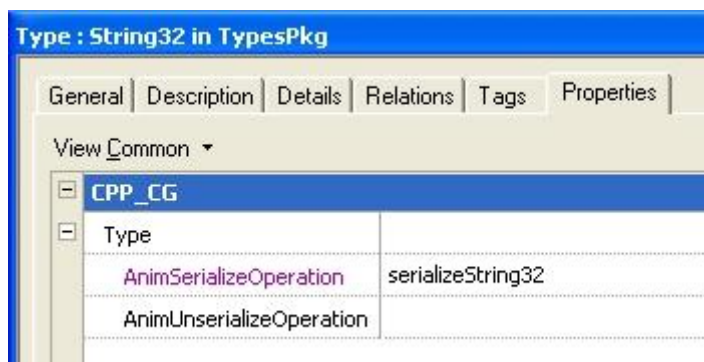 Type : String32 in TypesPkg
General Description Details Relations Tags Properties
View Common
CPP_CG
Type
AnimSerializeOperation serializeString32
AnimUnserializeOperation